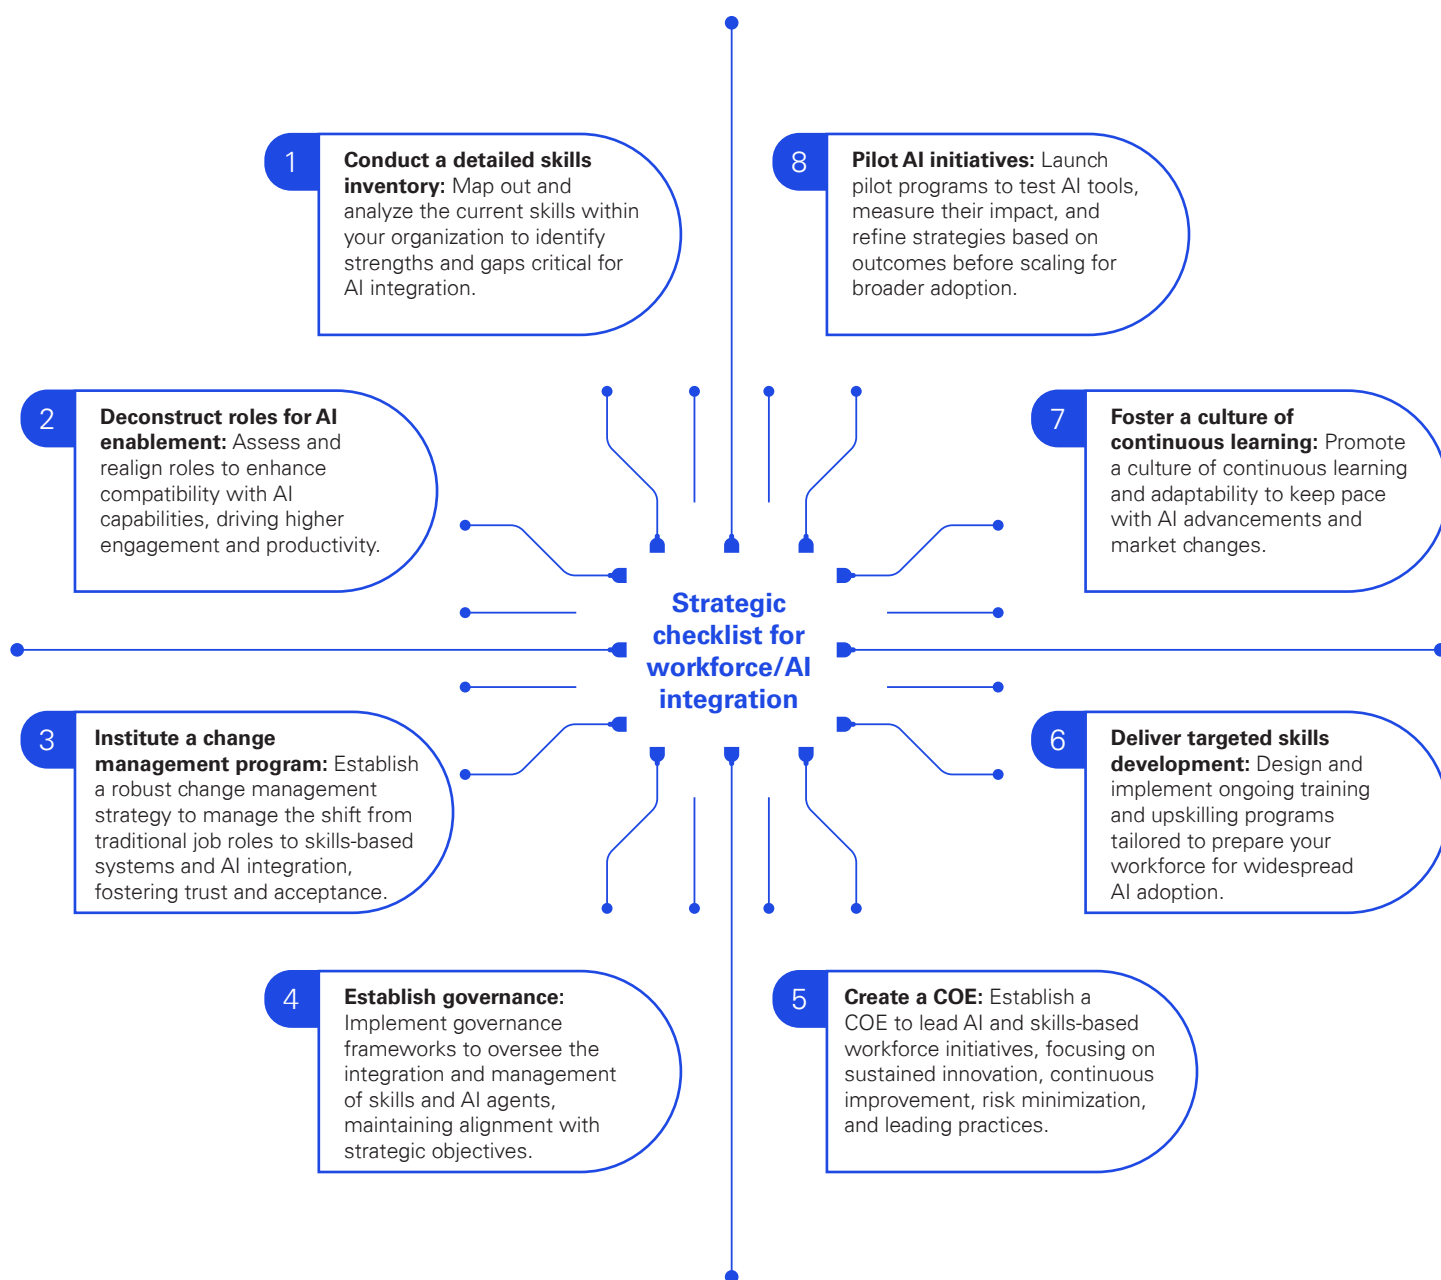 1
Conduct a detailed skills
inventory: Map out and
analyze the current skills within
your organization to identify
strengths and gaps critical for
AI integration.
2
Deconstruct roles for AI
enablement: Assess and
realign roles to enhance
compatibility with AI
capabilities, driving higher
engagement and productivity.
3
Institute a change
management program: Establish
a robust change management
strategy to manage the shift from
traditional job roles to skills-based
systems and AI integration,
fostering trust and acceptance.
4
Establish governance:
Implement governance
frameworks to oversee the
integration and management
of skills and AI agents,
maintaining alignment with
strategic objectives.
Strategic
checklist for
workforce/AI
integration
5
Create a COE: Establish a
COE to lead AI and skills-based
workforce initiatives, focusing on
sustained innovation, continuous
improvement, risk minimization,
and leading practices.
6
Deliver targeted skills
development: Design and
implement ongoing training
and upskilling programs
tailored to prepare your
workforce for widespread
AI adoption.
7
Foster a culture of
continuous learning: Promote
a culture of continuous learning
and adaptability to keep pace
with AI advancements and
market changes.
8
Pilot AI initiatives: Launch
pilot programs to test AI tools,
measure their impact, and
refine strategies based on
outcomes before scaling for
broader adoption.